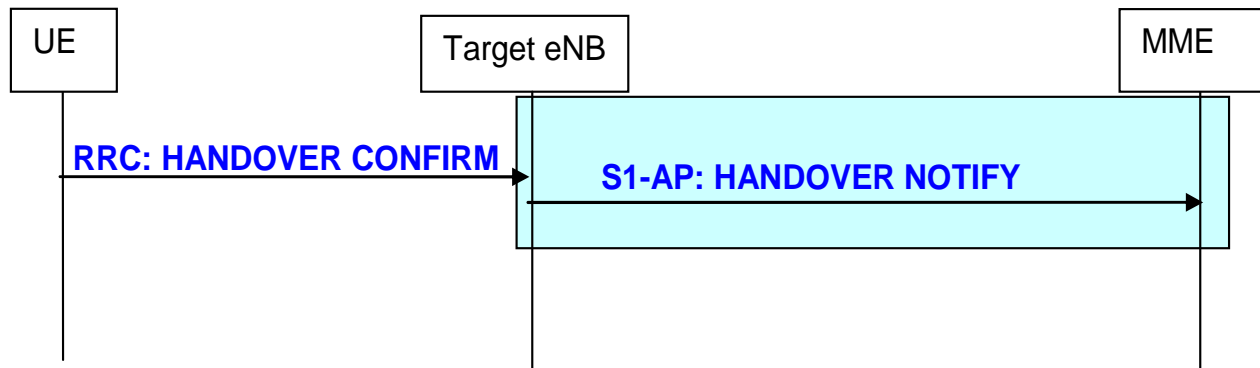 UE
Target eNB
MME
RRC: HANDOVER CONFIRM
S1-AP: HANDOVER NOTIFY